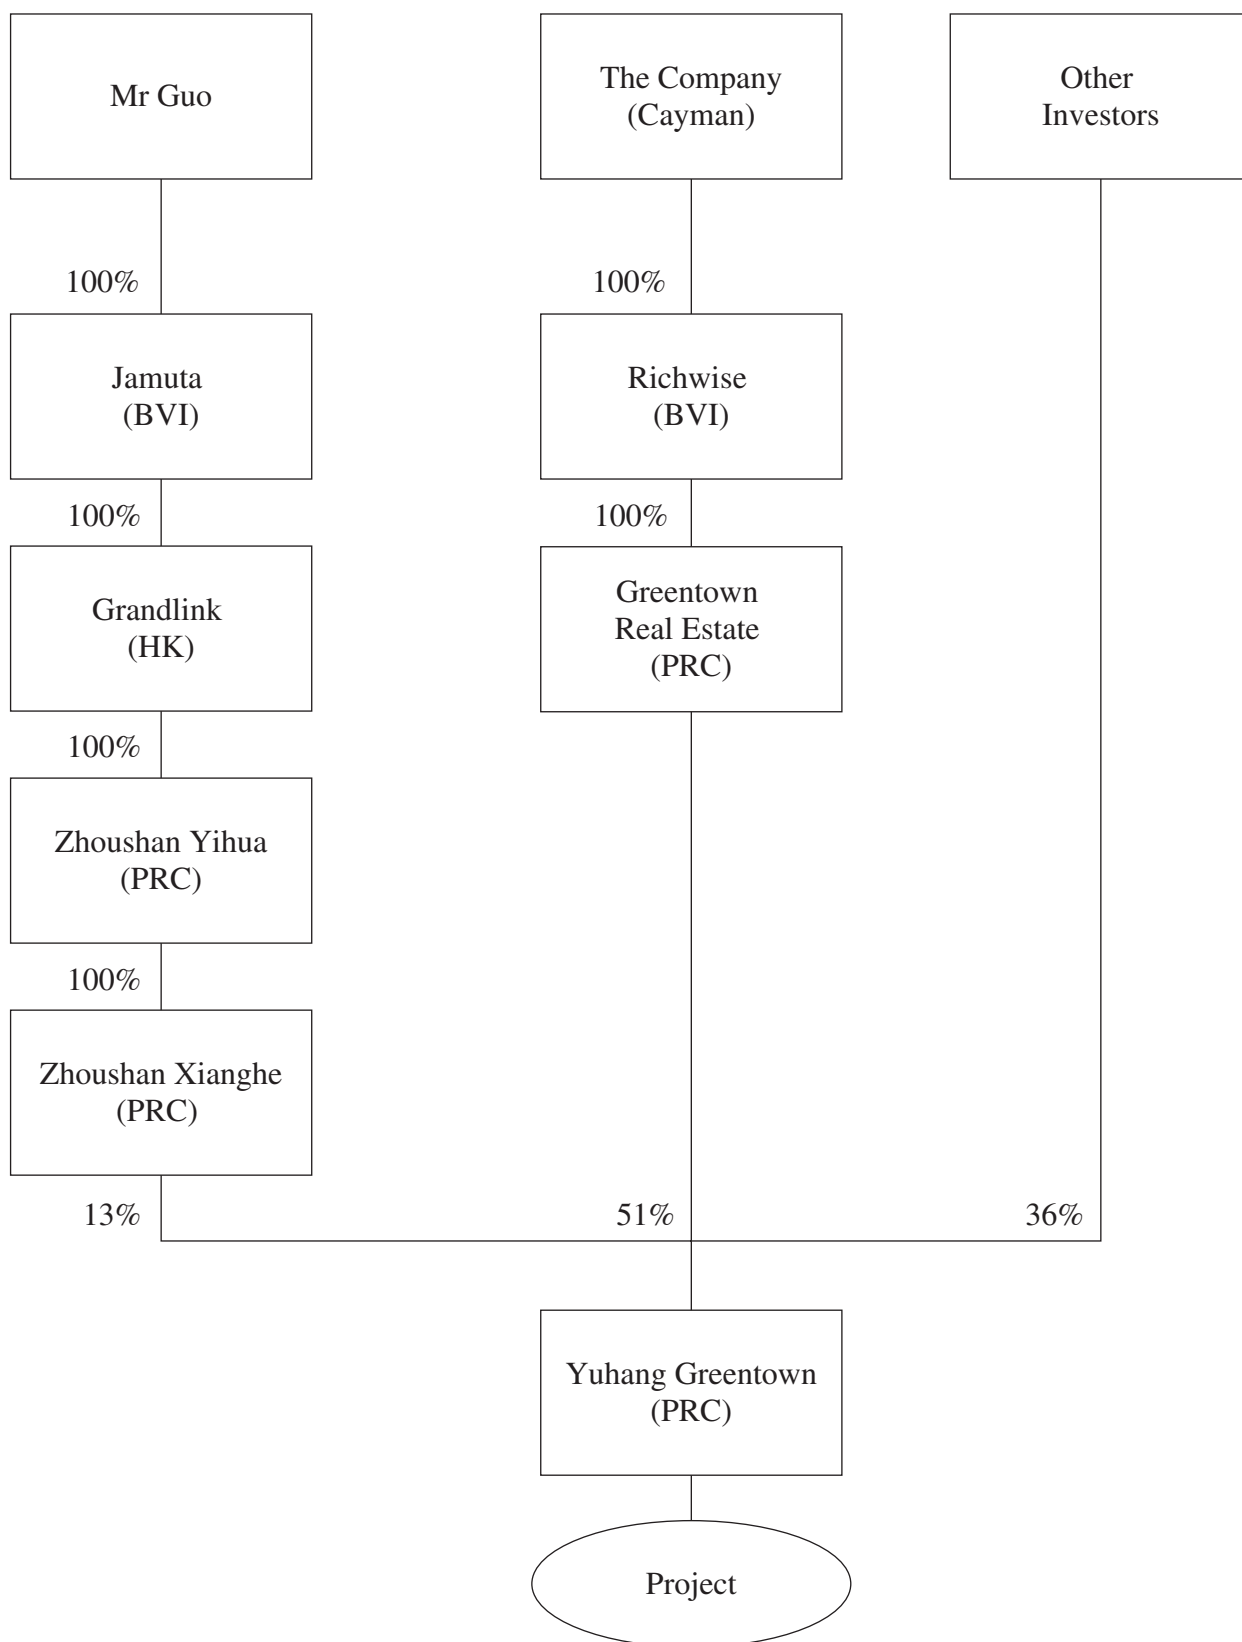 Mr Guo
The Company
(Cayman)
Other
Investors
100%
100%
Jamuta
(BVI)
Richwise
(BVI)
100%
100%
Grandlink
(HK)
Greentown
Real Estate
(PRC)
100%
Zhoushan Yihua
(PRC)
100%
Zhoushan Xianghe
(PRC)
13%
51%
36%
Yuhang Greentown
(PRC)
Project